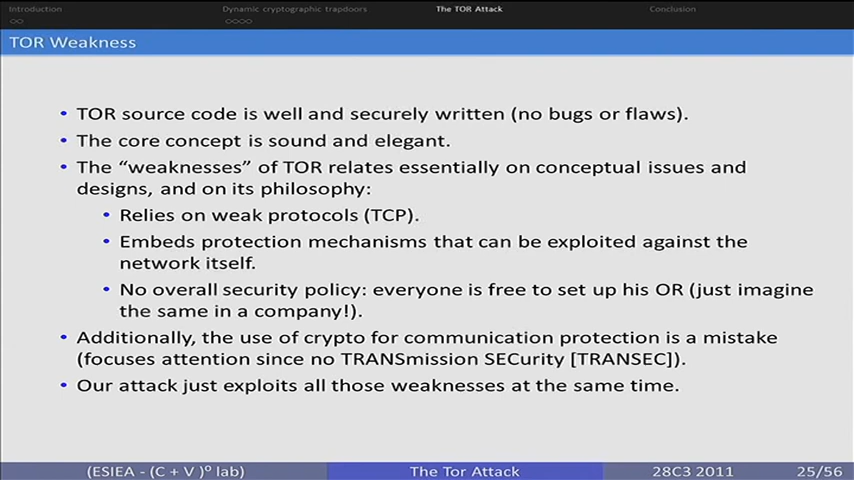 Introduction Dynamic cryptographic trapdoors The TOR Attack Conclusion
TOR Weakness
• TOR source code is well and securely written (no bugs or flaws).
• The core concept is sound and elegant.
• The “weaknesses” of TOR relates essentially on conceptual issues and
designs, and on its philosophy:
• Relies on weak protocols (TCP).
• Embeds protection mechanisms that can be exploited against the
network itself.
• No overall security policy: everyone is free to set up his OR (just imagine
the same in a company!).
• Additionally, the use of crypto for communication protection is a mistake
(focuses attention since no TRANSmission SECurity [TRANSEC]).
• Our attack just exploits all those weaknesses at the same time.
(ESIEA - (C + V )º lab) The Tor Attack 28C3 2011 25/56